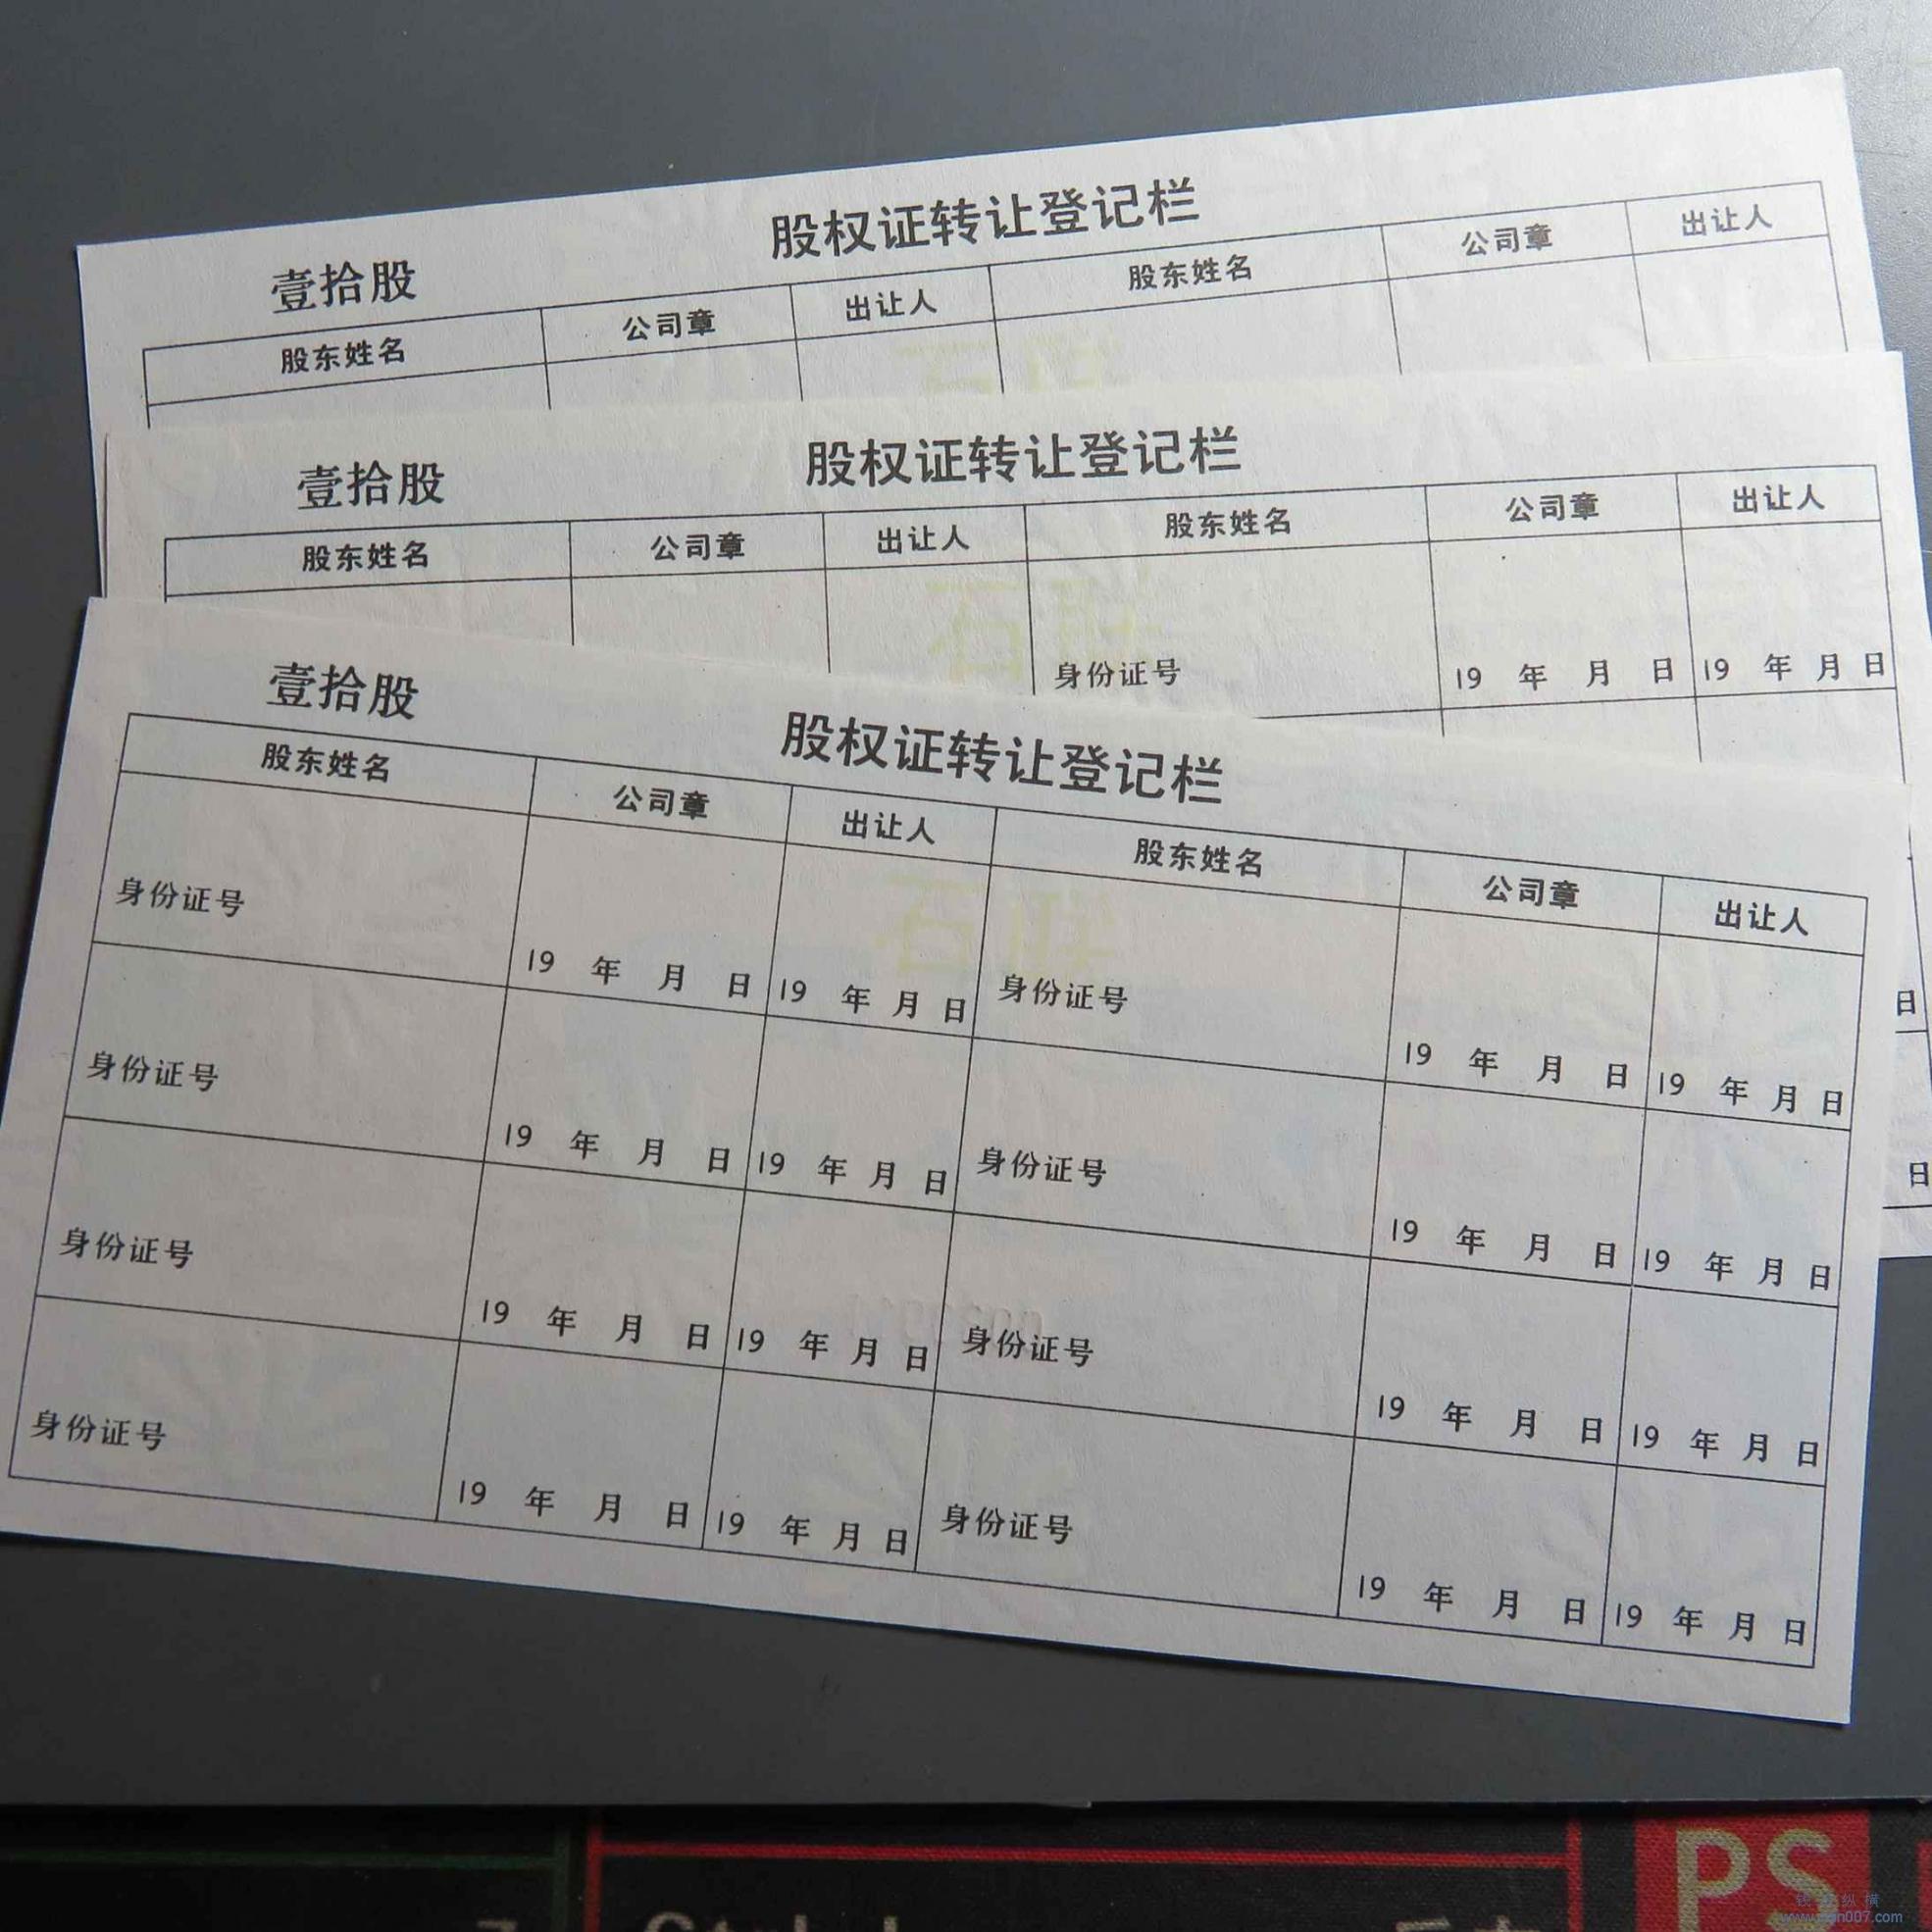 股权证转让登记栏
壹拾股
股东姓名 公司章 出让人 股东姓名 公司章 出让人
股权证转让登记栏
壹拾股
股东姓名 公司章 出让人 股东姓名 公司章 出让人
身份证号 19 年 月 日 19 年 月 日
日
日
壹拾股
股权证转让登记栏
股东姓名 公司章 出让人 股东姓名 公司章 出让人
身份证号 19 年 月 日 19 年 月 日 身份证号 19 年 月 日 19 年 月 日
身份证号 19 年 月 日 19 年 月 日 身份证号 19 年 月 日 19 年 月 日
身份证号 19 年 月 日 19 年 月 日 身份证号 19 年 月 日 19 年 月 日
身份证号 19 年 月 日 19 年 月 日 身份证号 19 年 月 日 19 年 月 日
PS